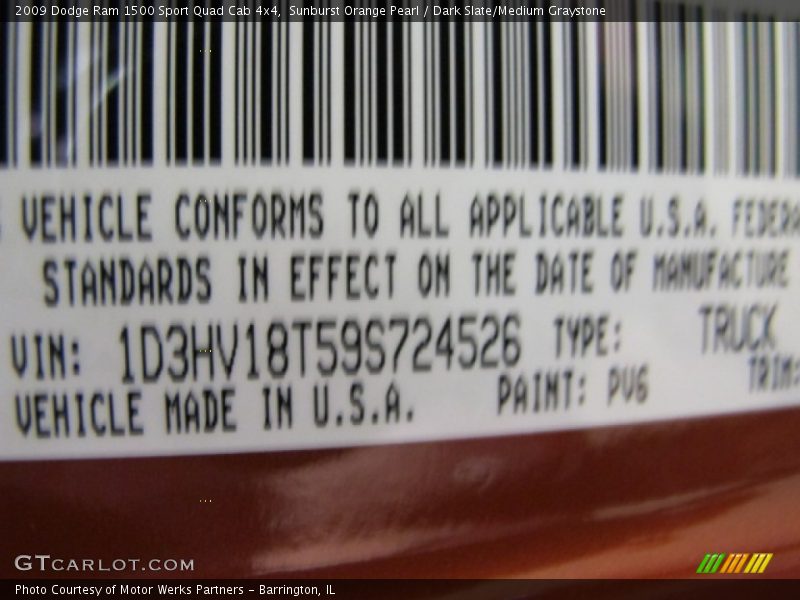 2009 Dodge Ram 1500 Sport Quad Cab 4x4, Sunburst Orange Pearl / Dark Slate/Medium Graystone
VEHICLE CONFORMS TO ALL APPLICABLE U.S.A. FEDERA
STANDARDS IN EFFECT ON THE DATE OF MANUFACTURE
VIN: 1D3HV18T59S724526 TYPE: TRUCK
VEHICLE MADE IN U.S.A. PAINT: PVG TRIM:
GTCARLOT.COM
Photo Courtesy of Motor Werks Partners - Barrington, IL